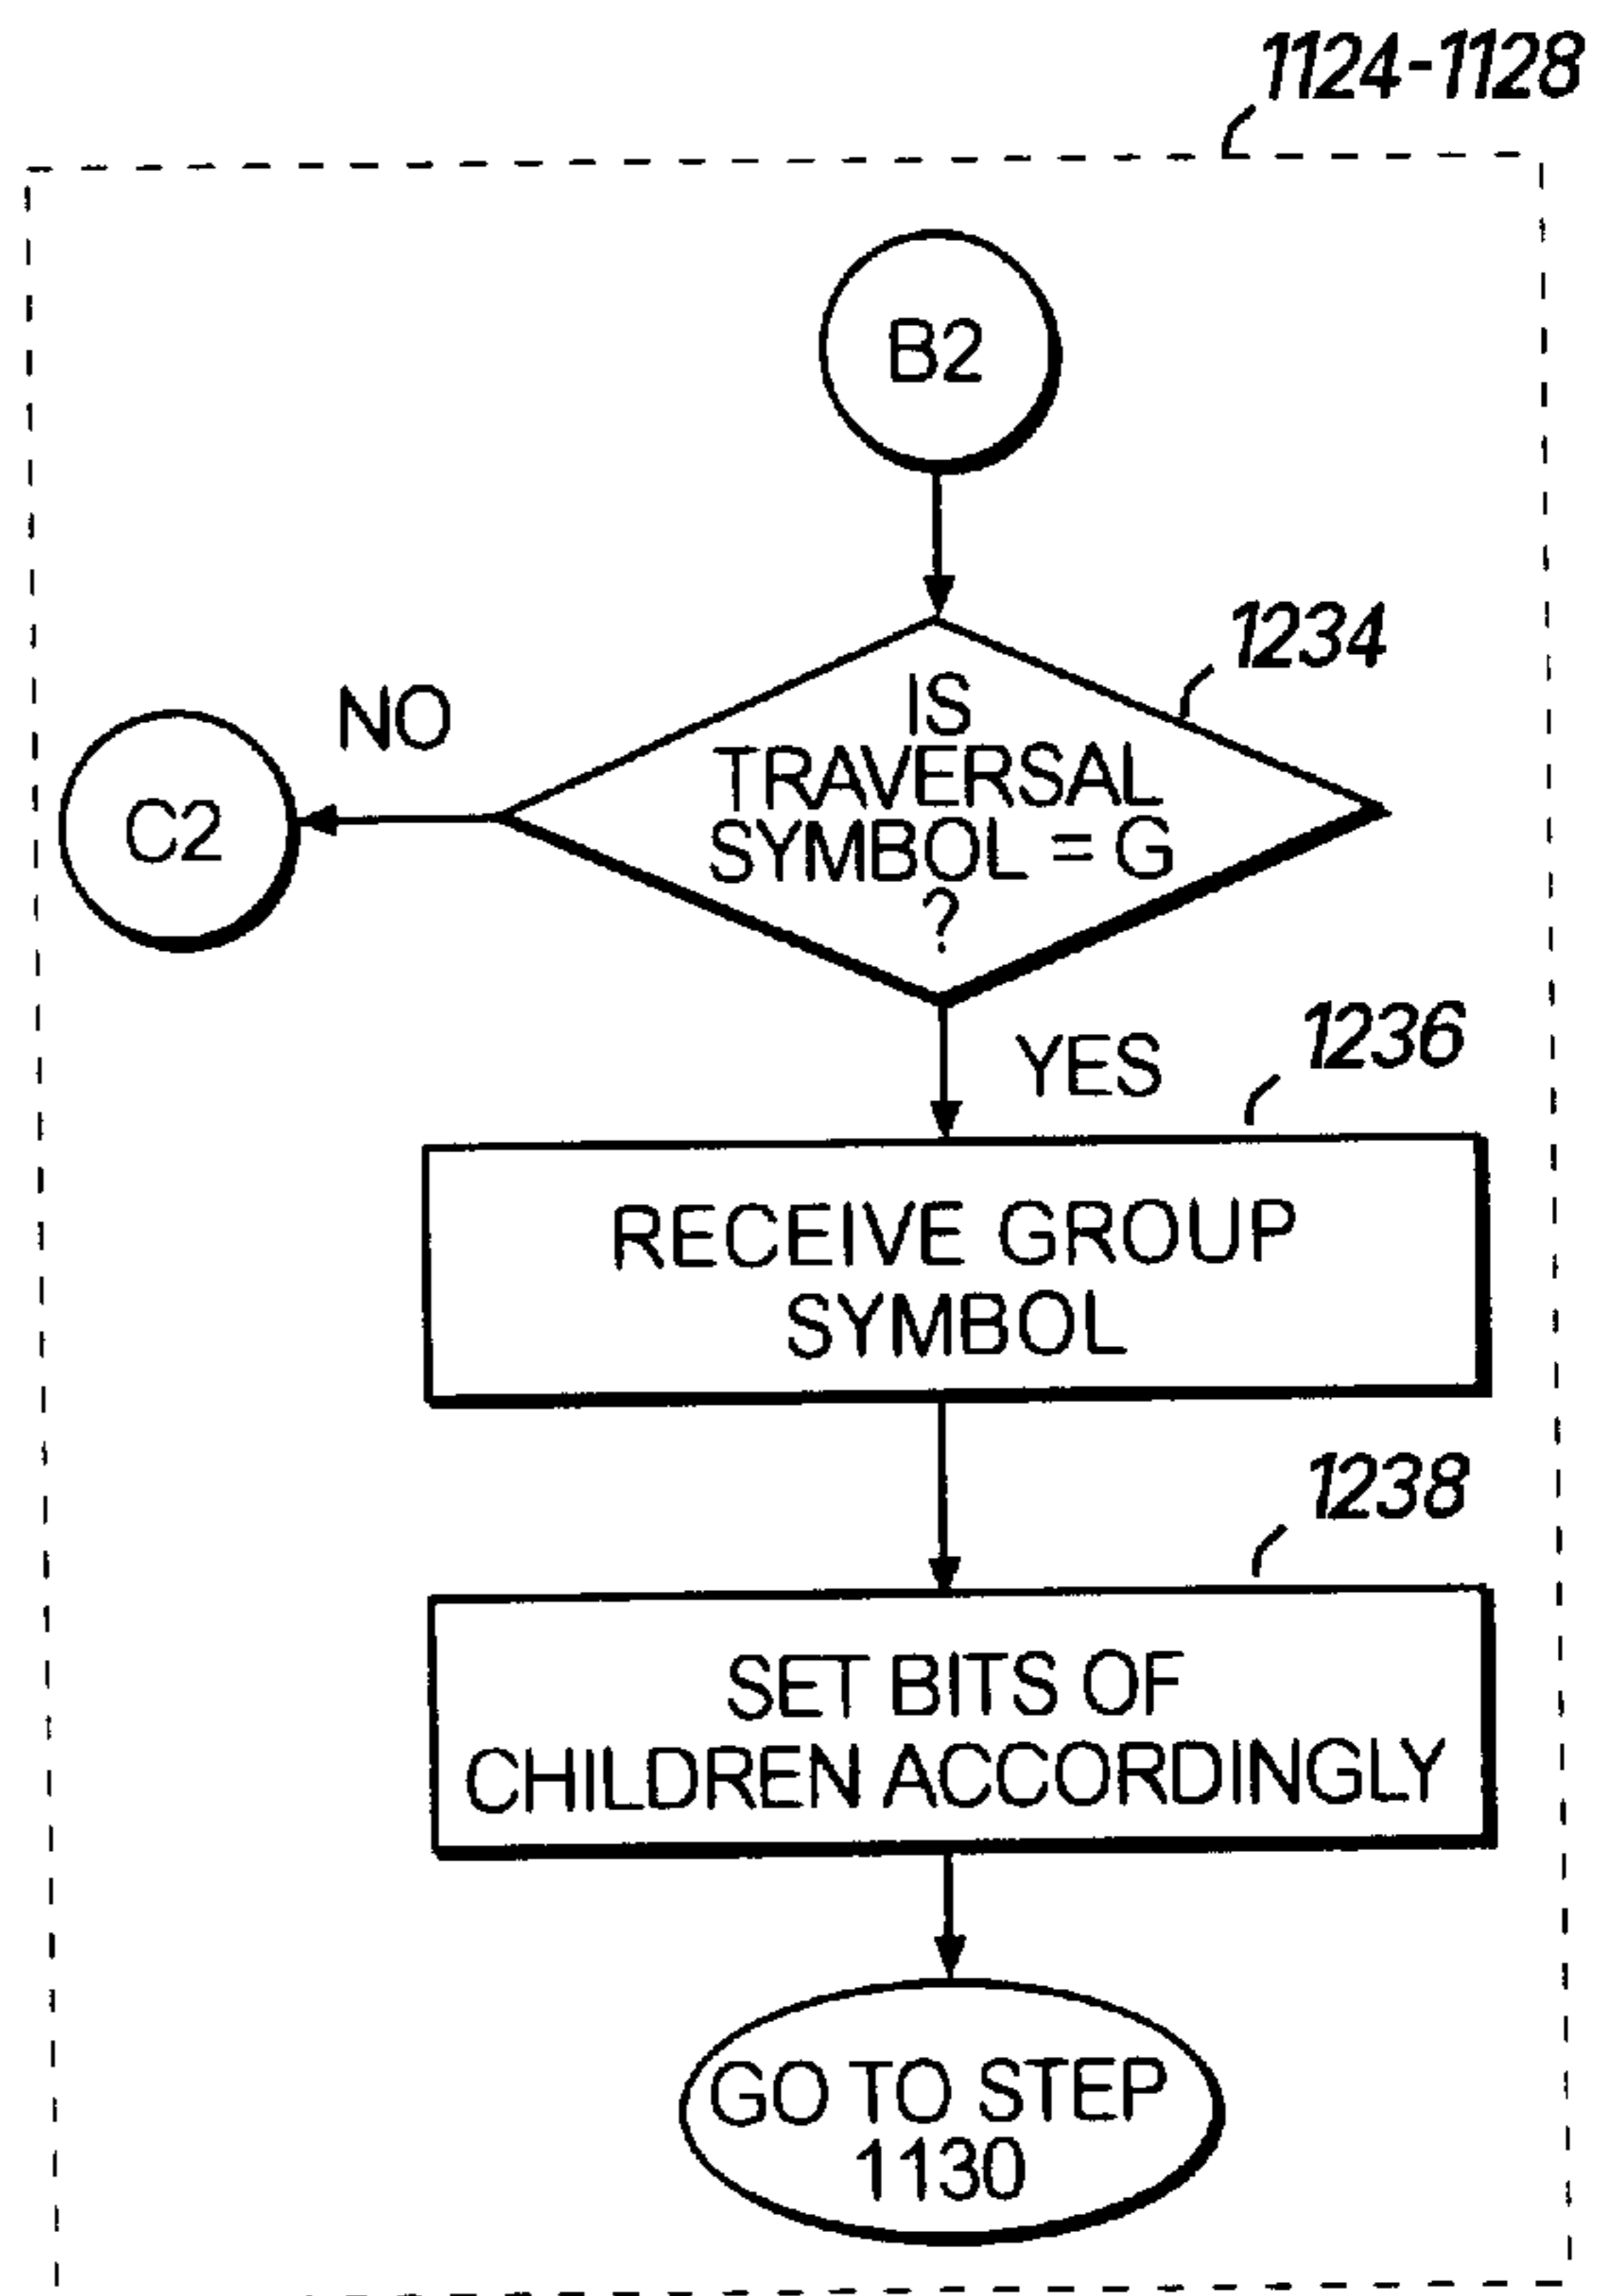 1124-1128
B2
1234
IS
TRAVERSAL
SYMBOL = G
?
NO
C2
YES
1236
RECEIVE GROUP
SYMBOL
1238
SET BITS OF
CHILDREN ACCORDINGLY
GO TO STEP
1130